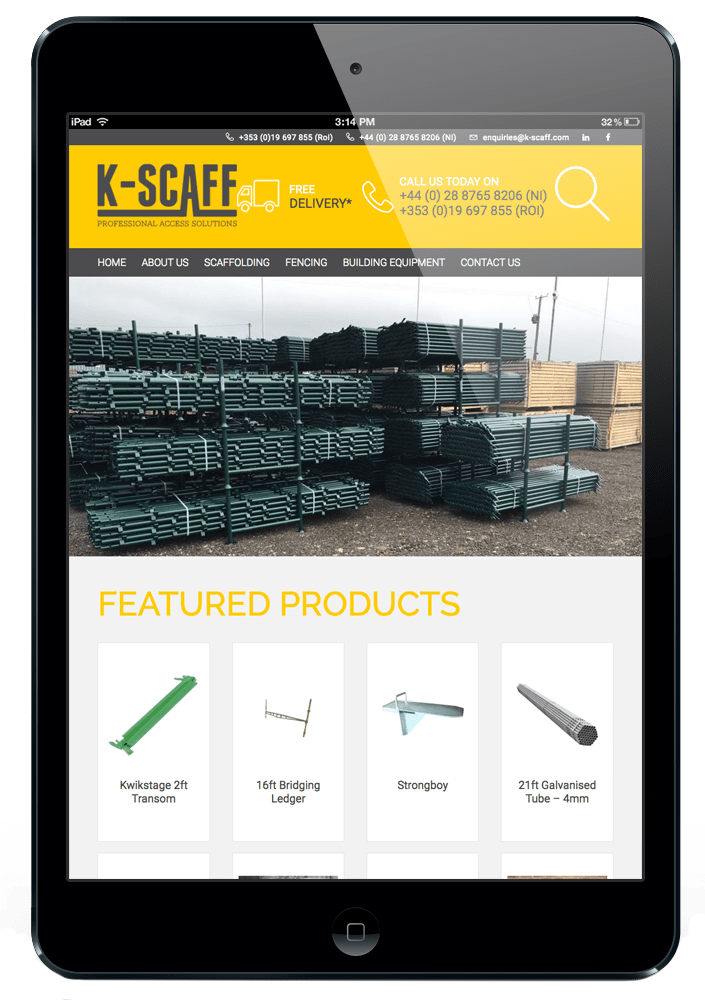 iPad 3:14 PM 32%
+353 (0)19 697 855 (RoI) +44 (0) 28 8765 8206 (NI) enquiries@k-scaff.com in f
K-SCAFF
PROFESSIONAL ACCESS SOLUTIONS
FREE
DELIVERY*
CALL US TODAY ON
+44 (0) 28 8765 8206 (NI)
+353 (0)19 697 855 (ROI)
HOME ABOUT US SCAFFOLDING FENCING BUILDING EQUIPMENT CONTACT US
FEATURED PRODUCTS
Kwikstage 2ft
Transom
16ft Bridging
Ledger
Strongboy
21ft Galvanised
Tube – 4mm